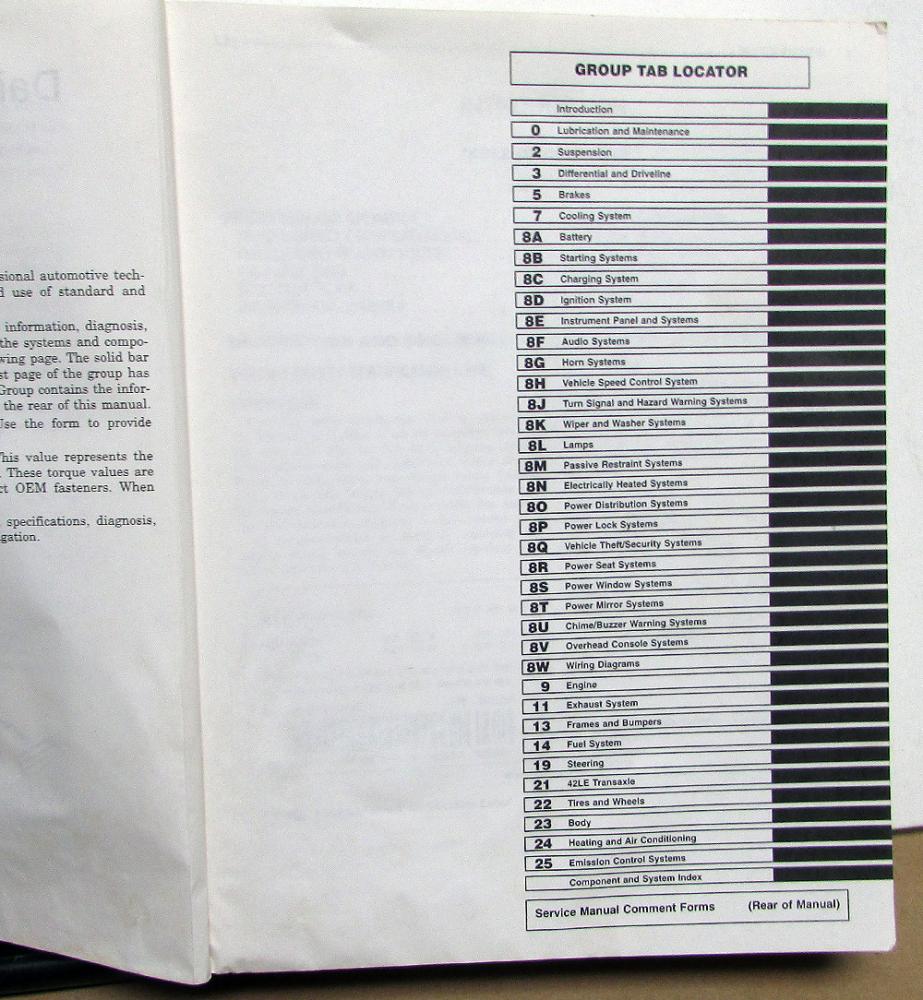 sional automotive tech-
use of standard and
information, diagnosis,
the systems and compo-
wing page. The solid bar
st page of the group has
Group contains the infor-
the rear of this manual.
Use the form to provide
This value represents the
. These torque values are
ct OEM fasteners. When
specifications, diagnosis,
gation.
GROUP TAB LOCATOR
Introduction
0 Lubrication and Maintenance
2 Suspension
3 Differential and Driveline
5 Brakes
7 Cooling System
8A Battery
8B Starting Systems
8C Charging System
8D Ignition System
8E Instrument Panel and Systems
8F Audio Systems
8G Horn Systems
8H Vehicle Speed Control System
8J Turn Signal and Hazard Warning Systems
8K Wiper and Washer Systems
8L Lamps
8M Passive Restraint Systems
8N Electrically Heated Systems
8O Power Distribution Systems
8P Power Lock Systems
8Q Vehicle Theft/Security Systems
8R Power Seat Systems
8S Power Window Systems
8T Power Mirror Systems
8U Chime/Buzzer Warning Systems
8V Overhead Console Systems
8W Wiring Diagrams
9 Engine
11 Exhaust System
13 Frames and Bumpers
14 Fuel System
19 Steering
21 42LE Transaxle
22 Tires and Wheels
23 Body
24 Heating and Air Conditioning
25 Emission Control Systems
Component and System Index
Service Manual Comment Forms (Rear of Manual)